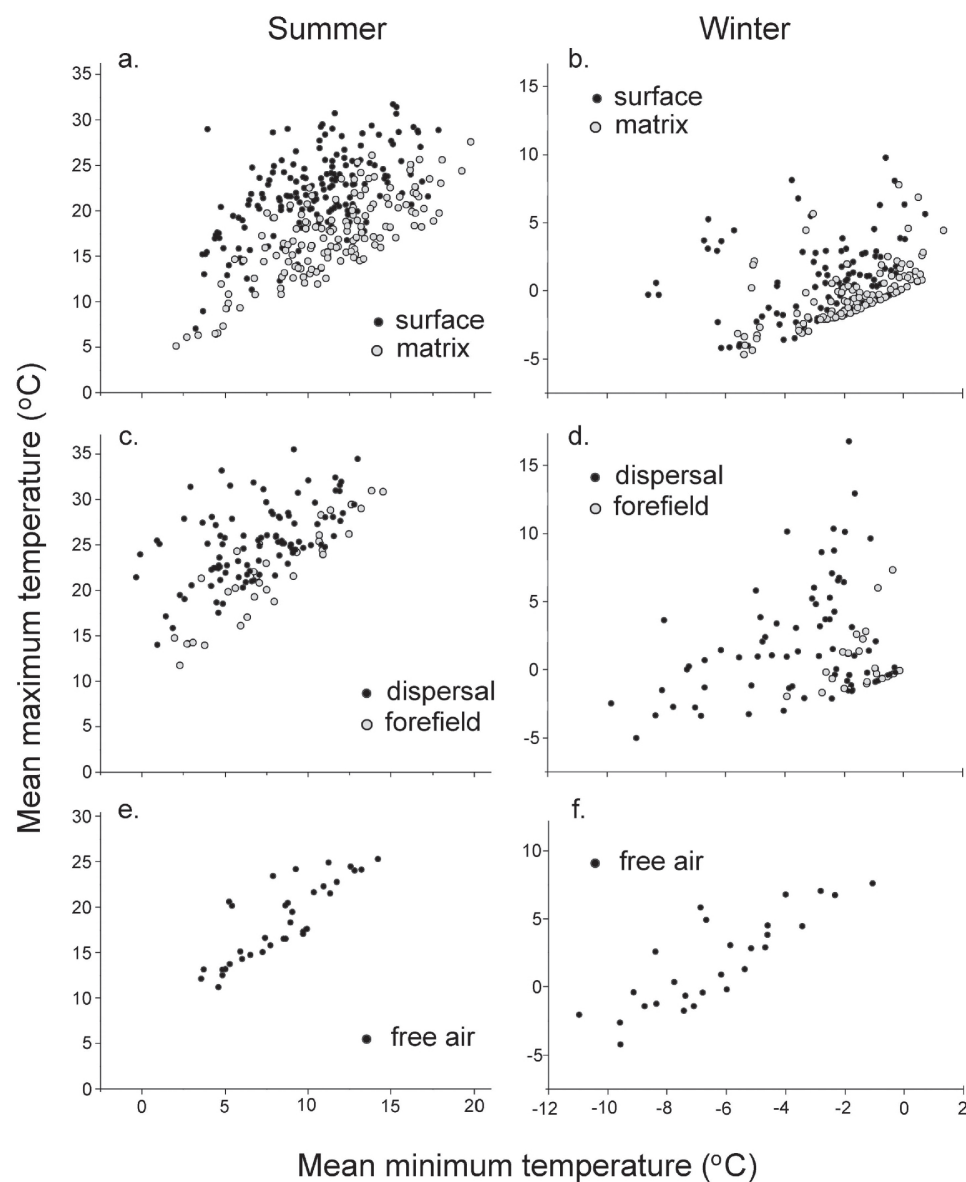 Summer
Winter
a.
35
30
25
20
15
10
5
0
surface
matrix
b.
15
10
5
0
-5
surface
matrix
Mean maximum temperature (°C)
c.
35
30
25
20
15
10
5
0
dispersal
forefield
d.
15
10
5
0
-5
dispersal
forefield
e.
30
25
20
15
10
5
0
free air
0 5 10 15 20
f.
10
5
0
-5
free air
-12 -10 -8 -6 -4 -2 0 2
Mean minimum temperature (°C)